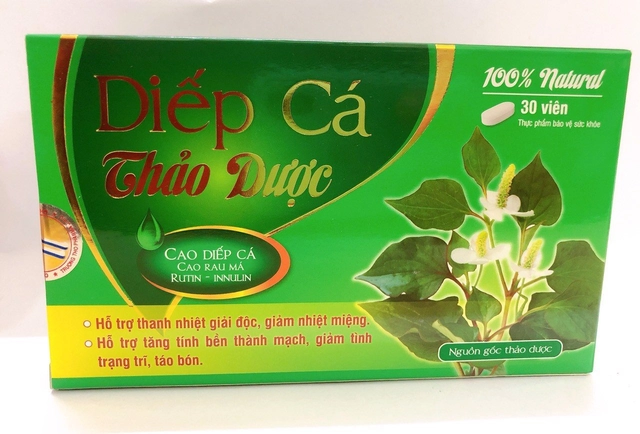 Diếp Cá
Thảo Dược
100% Natural
30 viên
Thực phẩm bảo vệ sức khỏe
CAO DIẾP CÁ
CAO RAU MÁ
RUTIN - INNULIN
Hỗ trợ thanh nhiệt giải độc, giảm nhiệt miệng.
Hỗ trợ tăng tính bền thành mạch, giảm tình
trạng trĩ, táo bón.
Nguồn gốc thảo dược